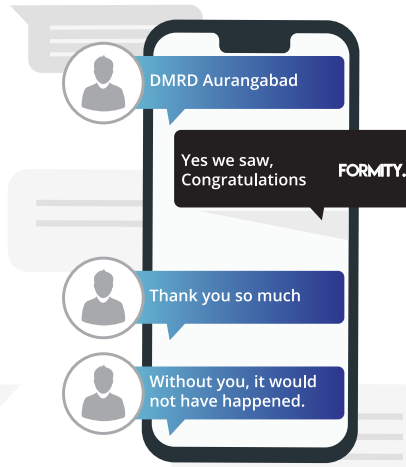 DMRD Aurangabad
Yes we saw,
Congratulations
FORMITY.
Thank you so much
Without you, it would
not have happened.